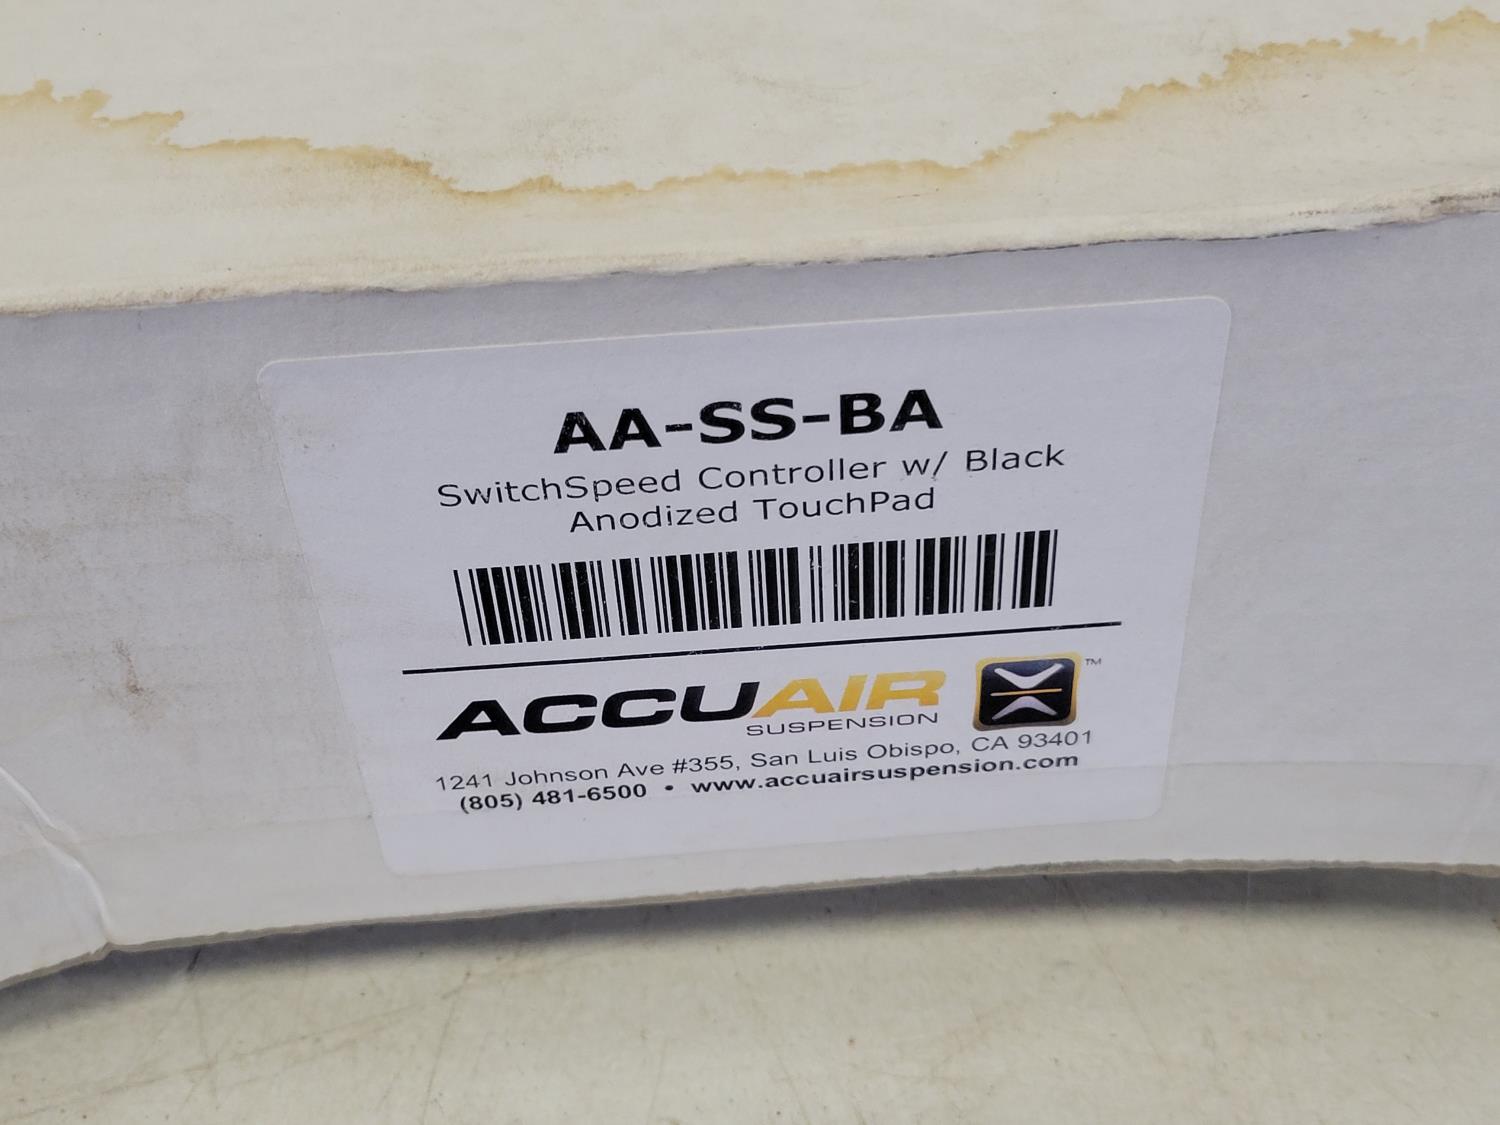 AA-SS-BA
SwitchSpeed Controller w/ Black
Anodized TouchPad
ACCUAIR
SUSPENSION
™
1241 Johnson Ave #355, San Luis Obispo, CA 93401
(805) 481-6500 • www.accuairsuspension.com